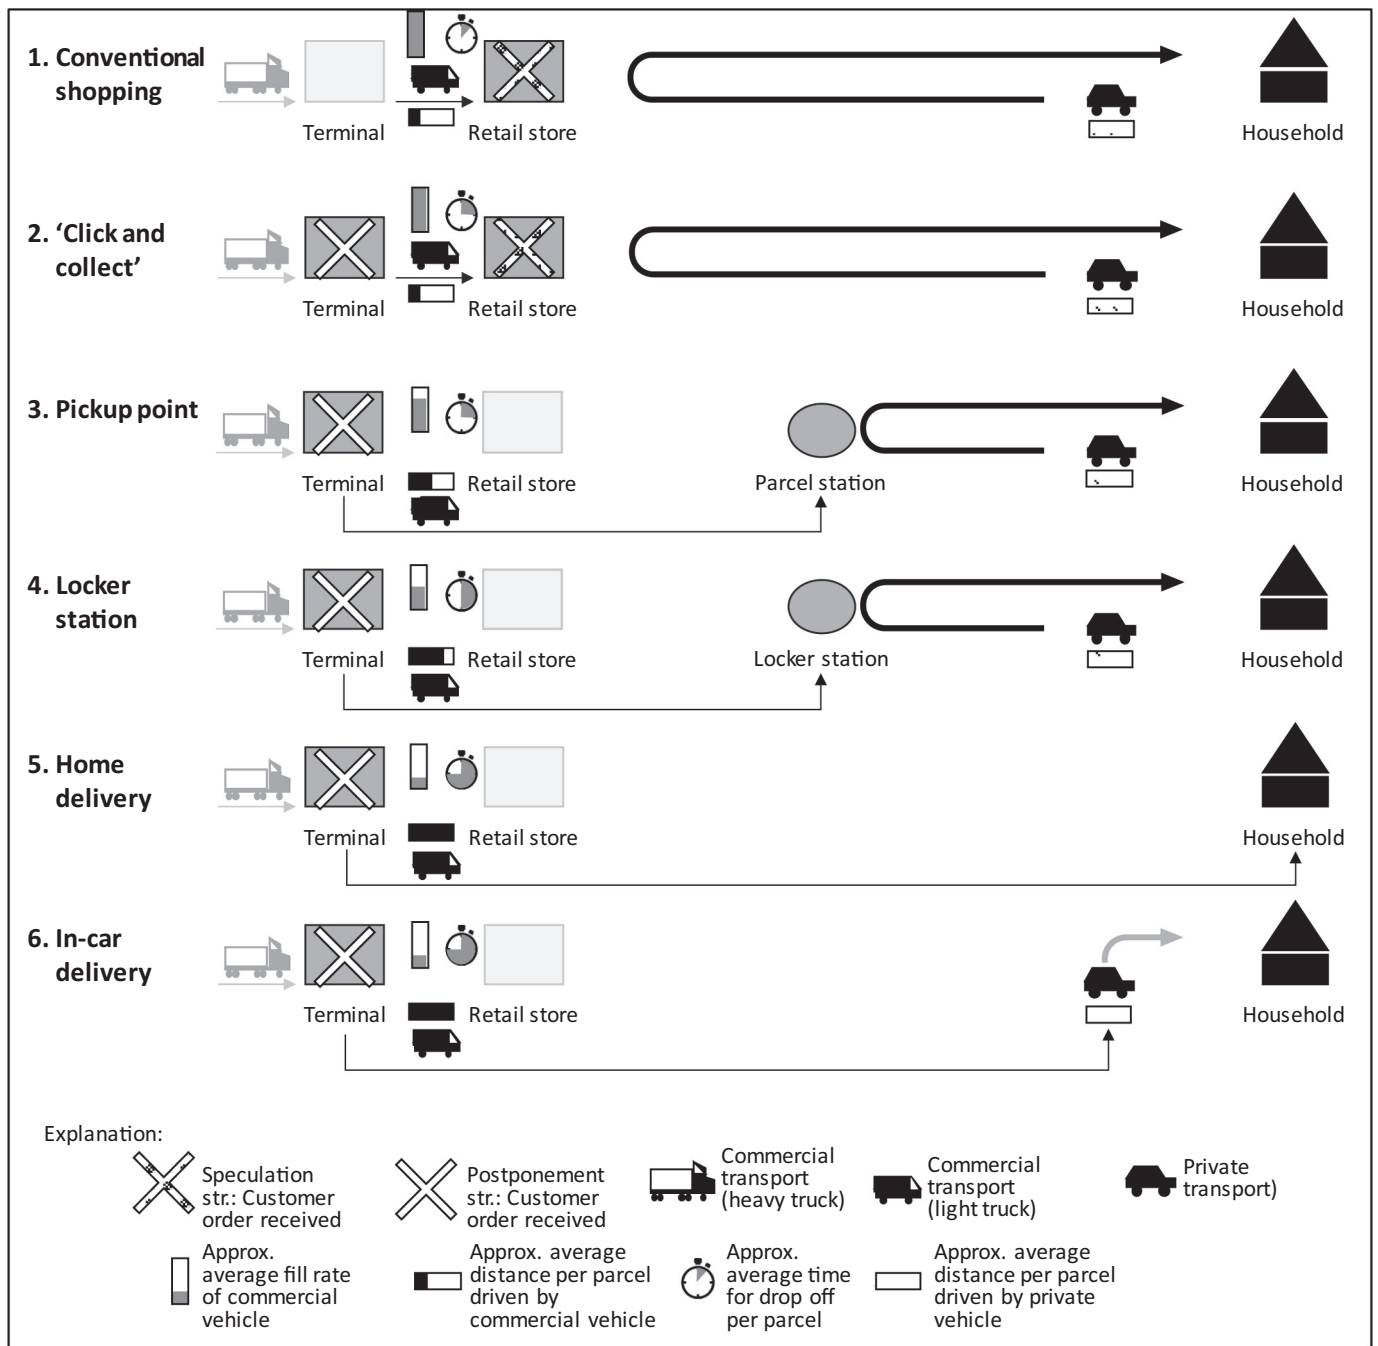 1. Conventional
shopping
Terminal
Retail store
Household
2. ‘Click and
collect’
Terminal
Retail store
Household
3. Pickup point
Terminal
Retail store
Parcel station
Household
4. Locker
station
Terminal
Retail store
Locker station
Household
5. Home
delivery
Terminal
Retail store
Household
6. In-car
delivery
Terminal
Retail store
Household
Explanation:
Speculation
str.: Customer
order received
Postponement
str.: Customer
order received
Commercial
transport
(heavy truck)
Commercial
transport
(light truck)
Private
transport)
Approx.
average fill rate
of commercial
vehicle
Approx. average
distance per parcel
driven by
commercial vehicle
Approx.
average time
for drop off
per parcel
Approx. average
distance per parcel
driven by private
vehicle